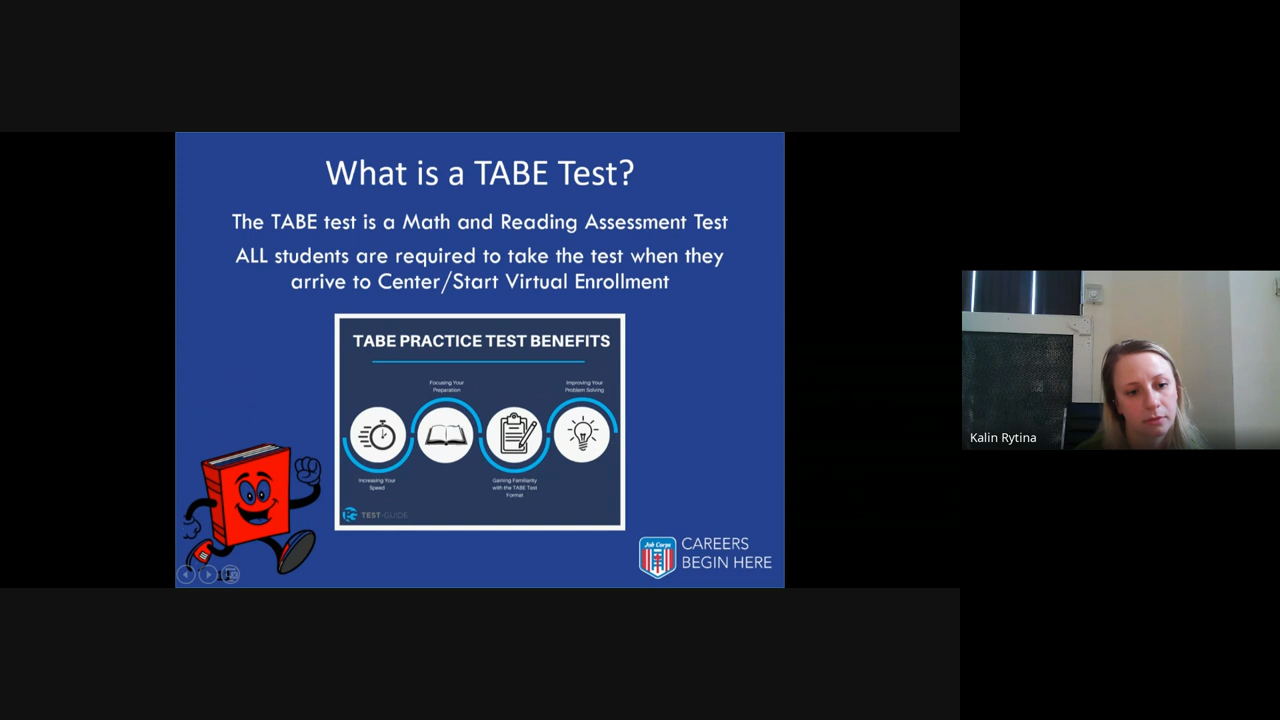 What is a TABE Test?
The TABE test is a Math and Reading Assessment Test
ALL students are required to take the test when they
arrive to Center/Start Virtual Enrollment
TABE PRACTICE TEST BENEFITS
Focusing Your
Preparation
Improving Your
Problem Solving
Increasing Your
Speed
Gaining Familiarity
with the TABE Test
Format
TEST-GUIDE
Job Corps
CAREERS
BEGIN HERE
Kalin Rytina